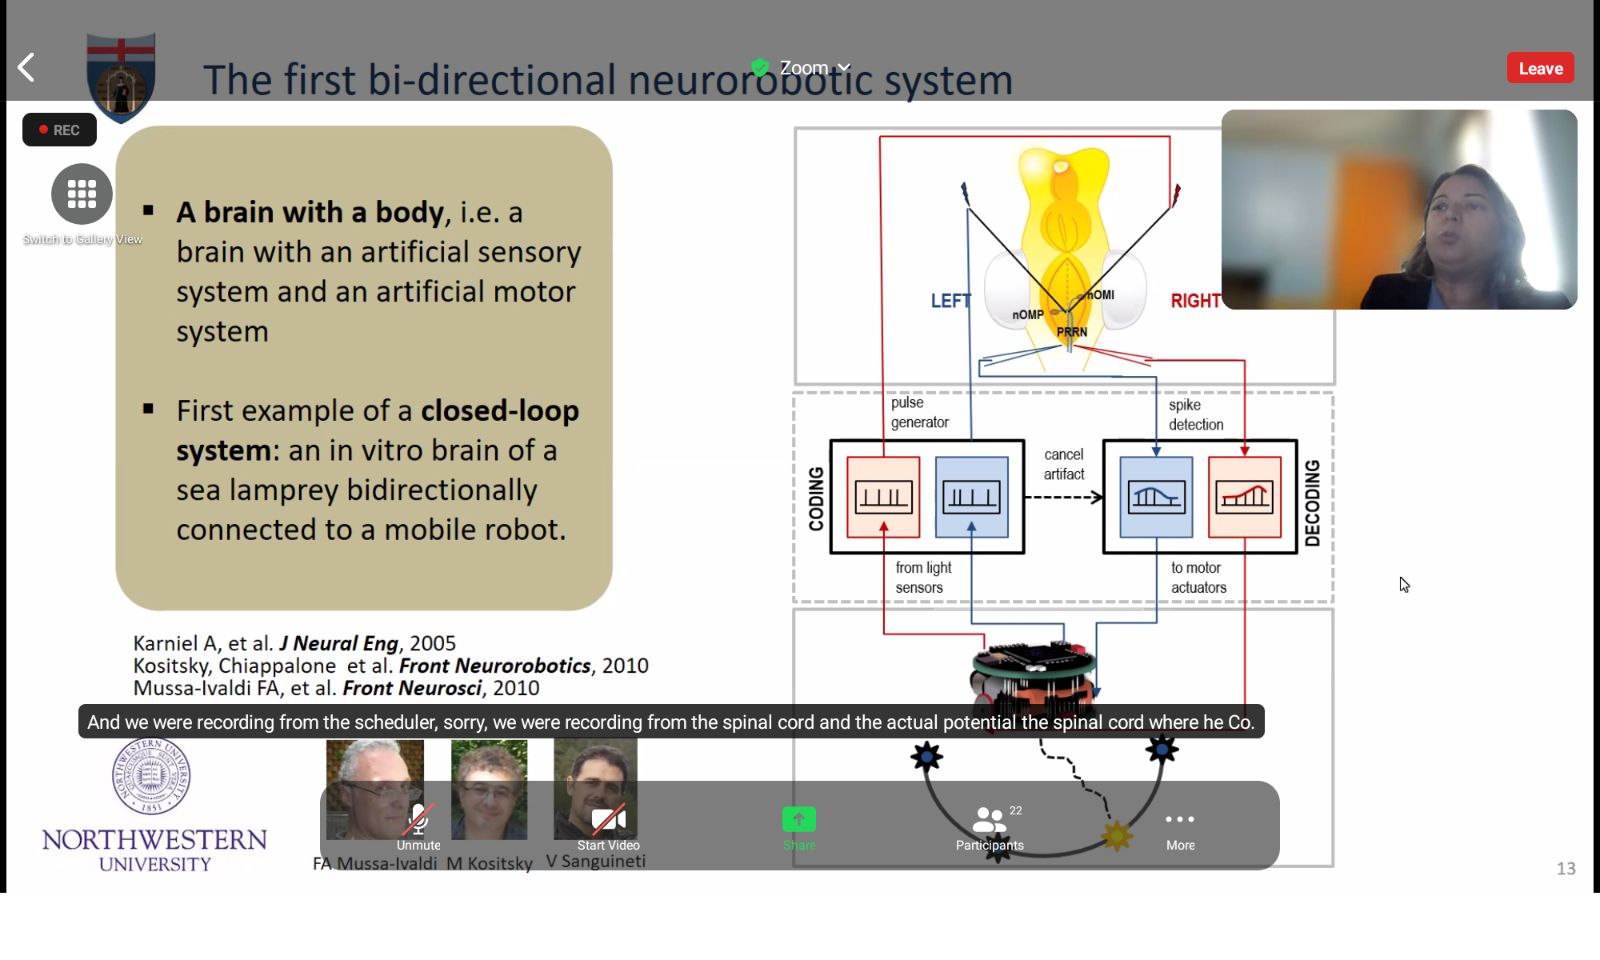 The first bi-directional neurorobotic system
Zoom
Leave
REC
Switch to Gallery View
▪ A brain with a body, i.e. a
brain with an artificial sensory
system and an artificial motor
system
▪ First example of a closed-loop
system: an in vitro brain of a
sea lamprey bidirectionally
connected to a mobile robot.
Karniel A, et al. J Neural Eng, 2005
Kositsky, Chiappalone et al. Front Neurorobotics, 2010
Mussa-Ivaldi FA, et al. Front Neurosci, 2010
LEFT
RIGHT
nOMI
nOMP
PRRN
pulse
generator
spike
detection
cancel
artifact
CODING
DECODING
from light
sensors
to motor
actuators
And we were recording from the scheduler, sorry, we were recording from the spinal cord and the actual potential the spinal cord where he Co.
NORTHWESTERN UNIVERSITY
1851
NORTHWESTERN
UNIVERSITY
FA Mussa-Ivaldi
M Kositsky
V Sanguineti
Unmute
Start Video
Share
22
Participants
More
13